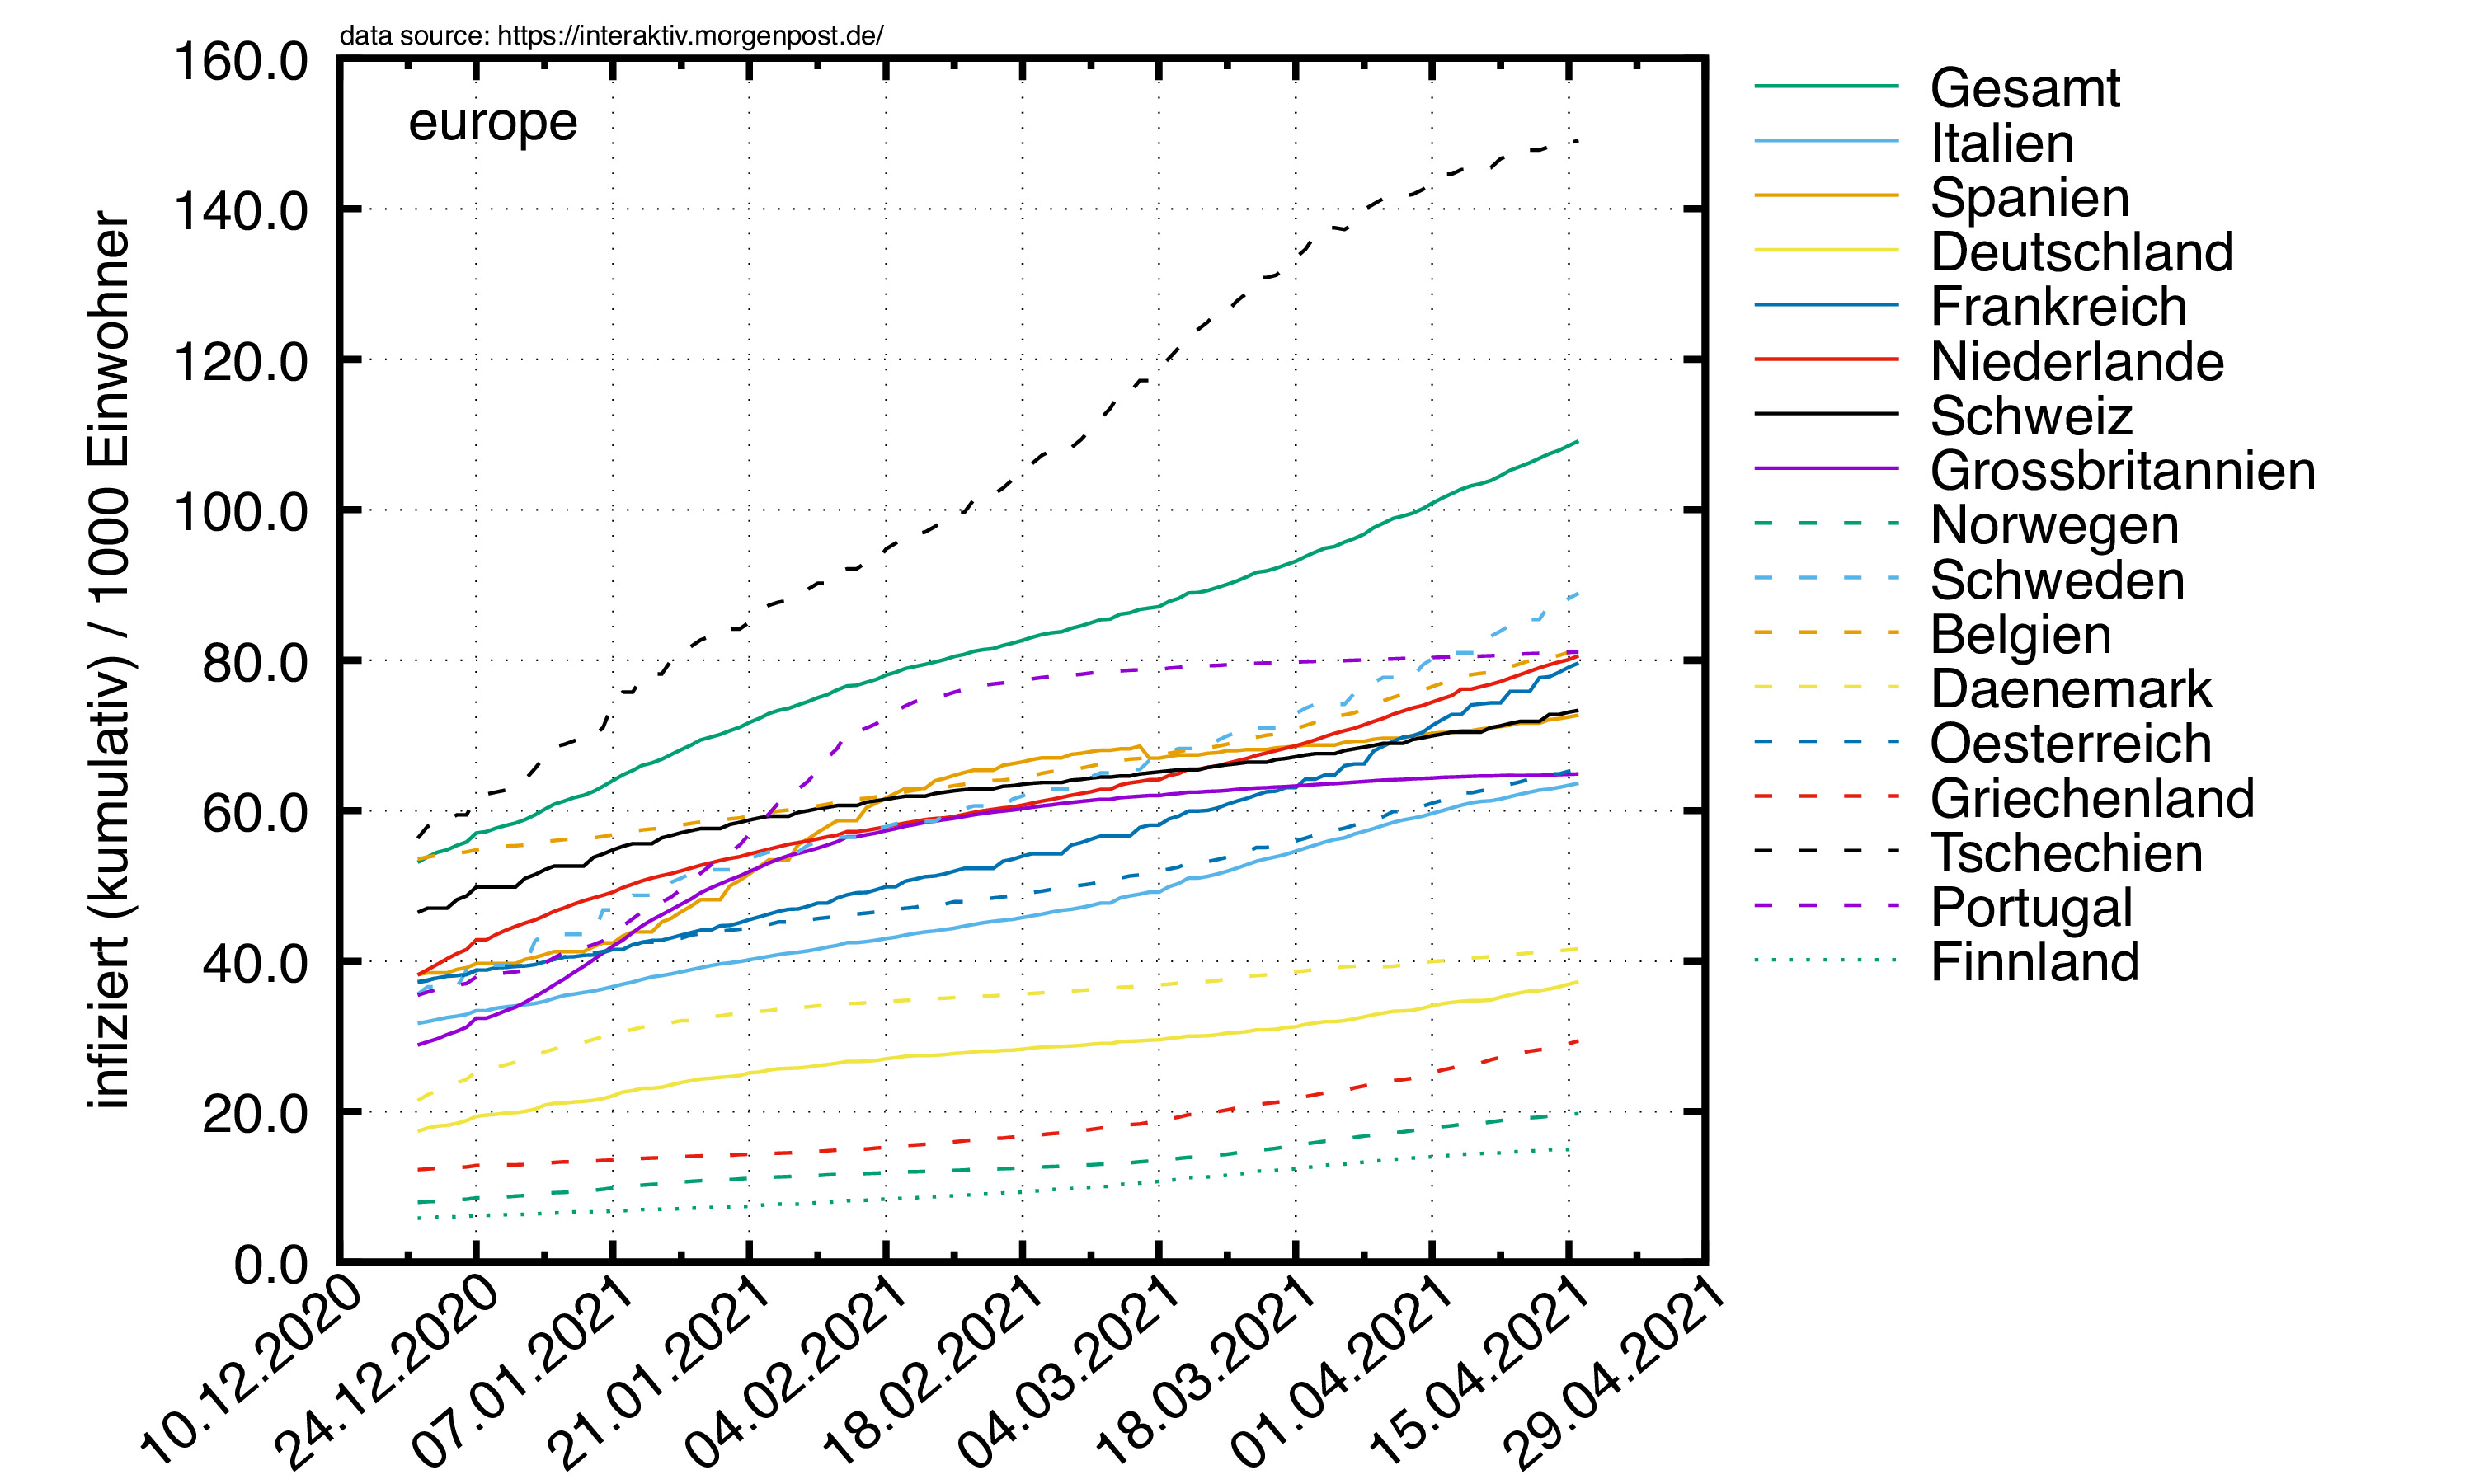 data source: https://interaktiv.morgenpost.de/
europe
infiziert (kumulativ) / 1000 Einwohner
160.0
140.0
120.0
100.0
80.0
60.0
40.0
20.0
0.0
10.12.2020
24.12.2020
07.01.2021
21.01.2021
04.02.2021
18.02.2021
04.03.2021
18.03.2021
01.04.2021
15.04.2021
29.04.2021
Gesamt
Italien
Spanien
Deutschland
Frankreich
Niederlande
Schweiz
Grossbritannien
Norwegen
Schweden
Belgien
Daenemark
Oesterreich
Griechenland
Tschechien
Portugal
Finnland